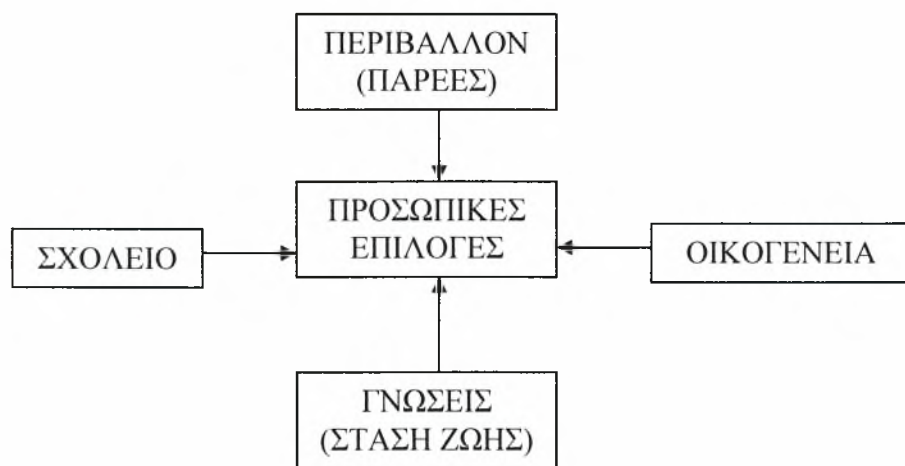 ΠΕΡΙΒΑΛΛΟΝ
(ΠΑΡΕΕΣ)
ΠΡΟΣΩΠΙΚΕΣ
ΕΠΙΛΟΓΕΣ
ΣΧΟΛΕΙΟ
ΟΙΚΟΓΕΝΕΙΑ
ΓΝΩΣΕΙΣ
(ΣΤΑΣΗ ΖΩΗΣ)